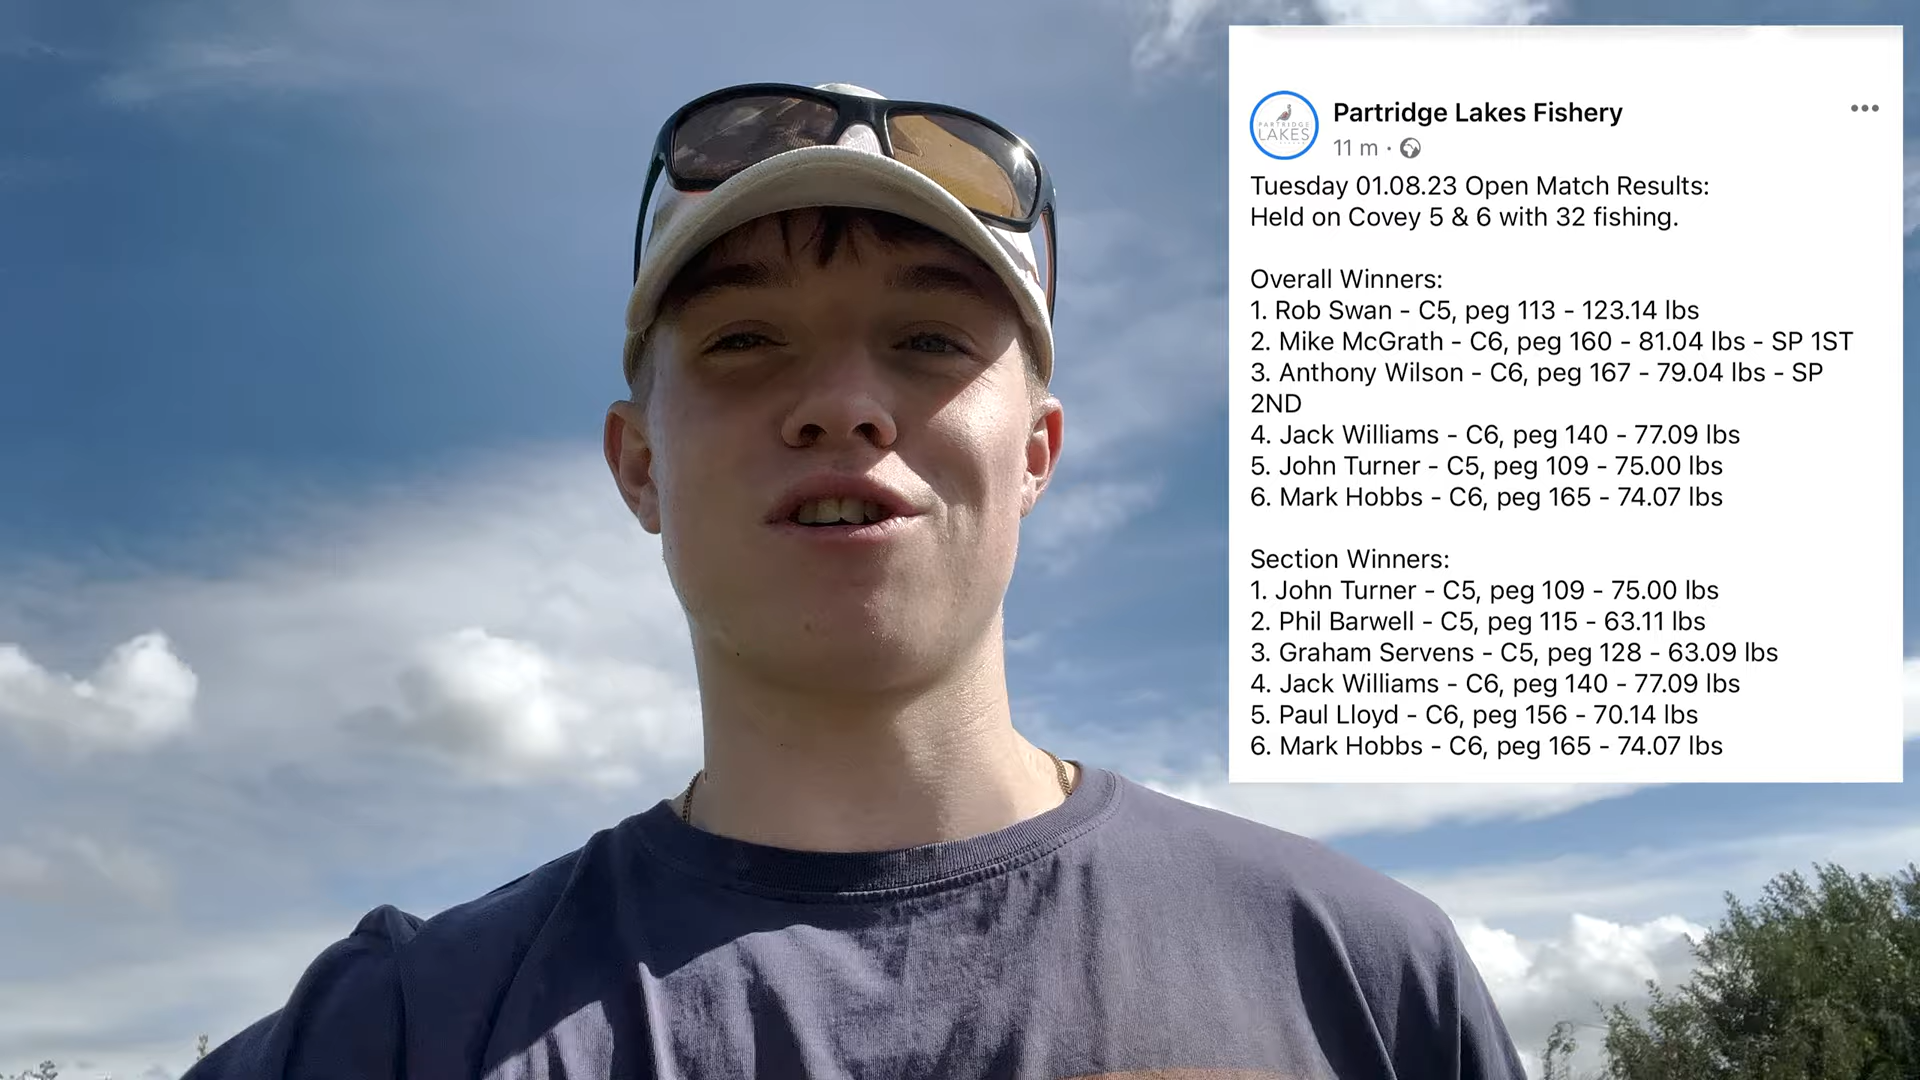 PARTRIDGE
LAKES
Partridge Lakes Fishery
11 m ·
Tuesday 01.08.23 Open Match Results:
Held on Covey 5 & 6 with 32 fishing.
Overall Winners:
1. Rob Swan - C5, peg 113 - 123.14 lbs
2. Mike McGrath - C6, peg 160 - 81.04 lbs - SP 1ST
3. Anthony Wilson - C6, peg 167 - 79.04 lbs - SP
2ND
4. Jack Williams - C6, peg 140 - 77.09 lbs
5. John Turner - C5, peg 109 - 75.00 lbs
6. Mark Hobbs - C6, peg 165 - 74.07 lbs
Section Winners:
1. John Turner - C5, peg 109 - 75.00 lbs
2. Phil Barwell - C5, peg 115 - 63.11 lbs
3. Graham Servens - C5, peg 128 - 63.09 lbs
4. Jack Williams - C6, peg 140 - 77.09 lbs
5. Paul Lloyd - C6, peg 156 - 70.14 lbs
6. Mark Hobbs - C6, peg 165 - 74.07 lbs